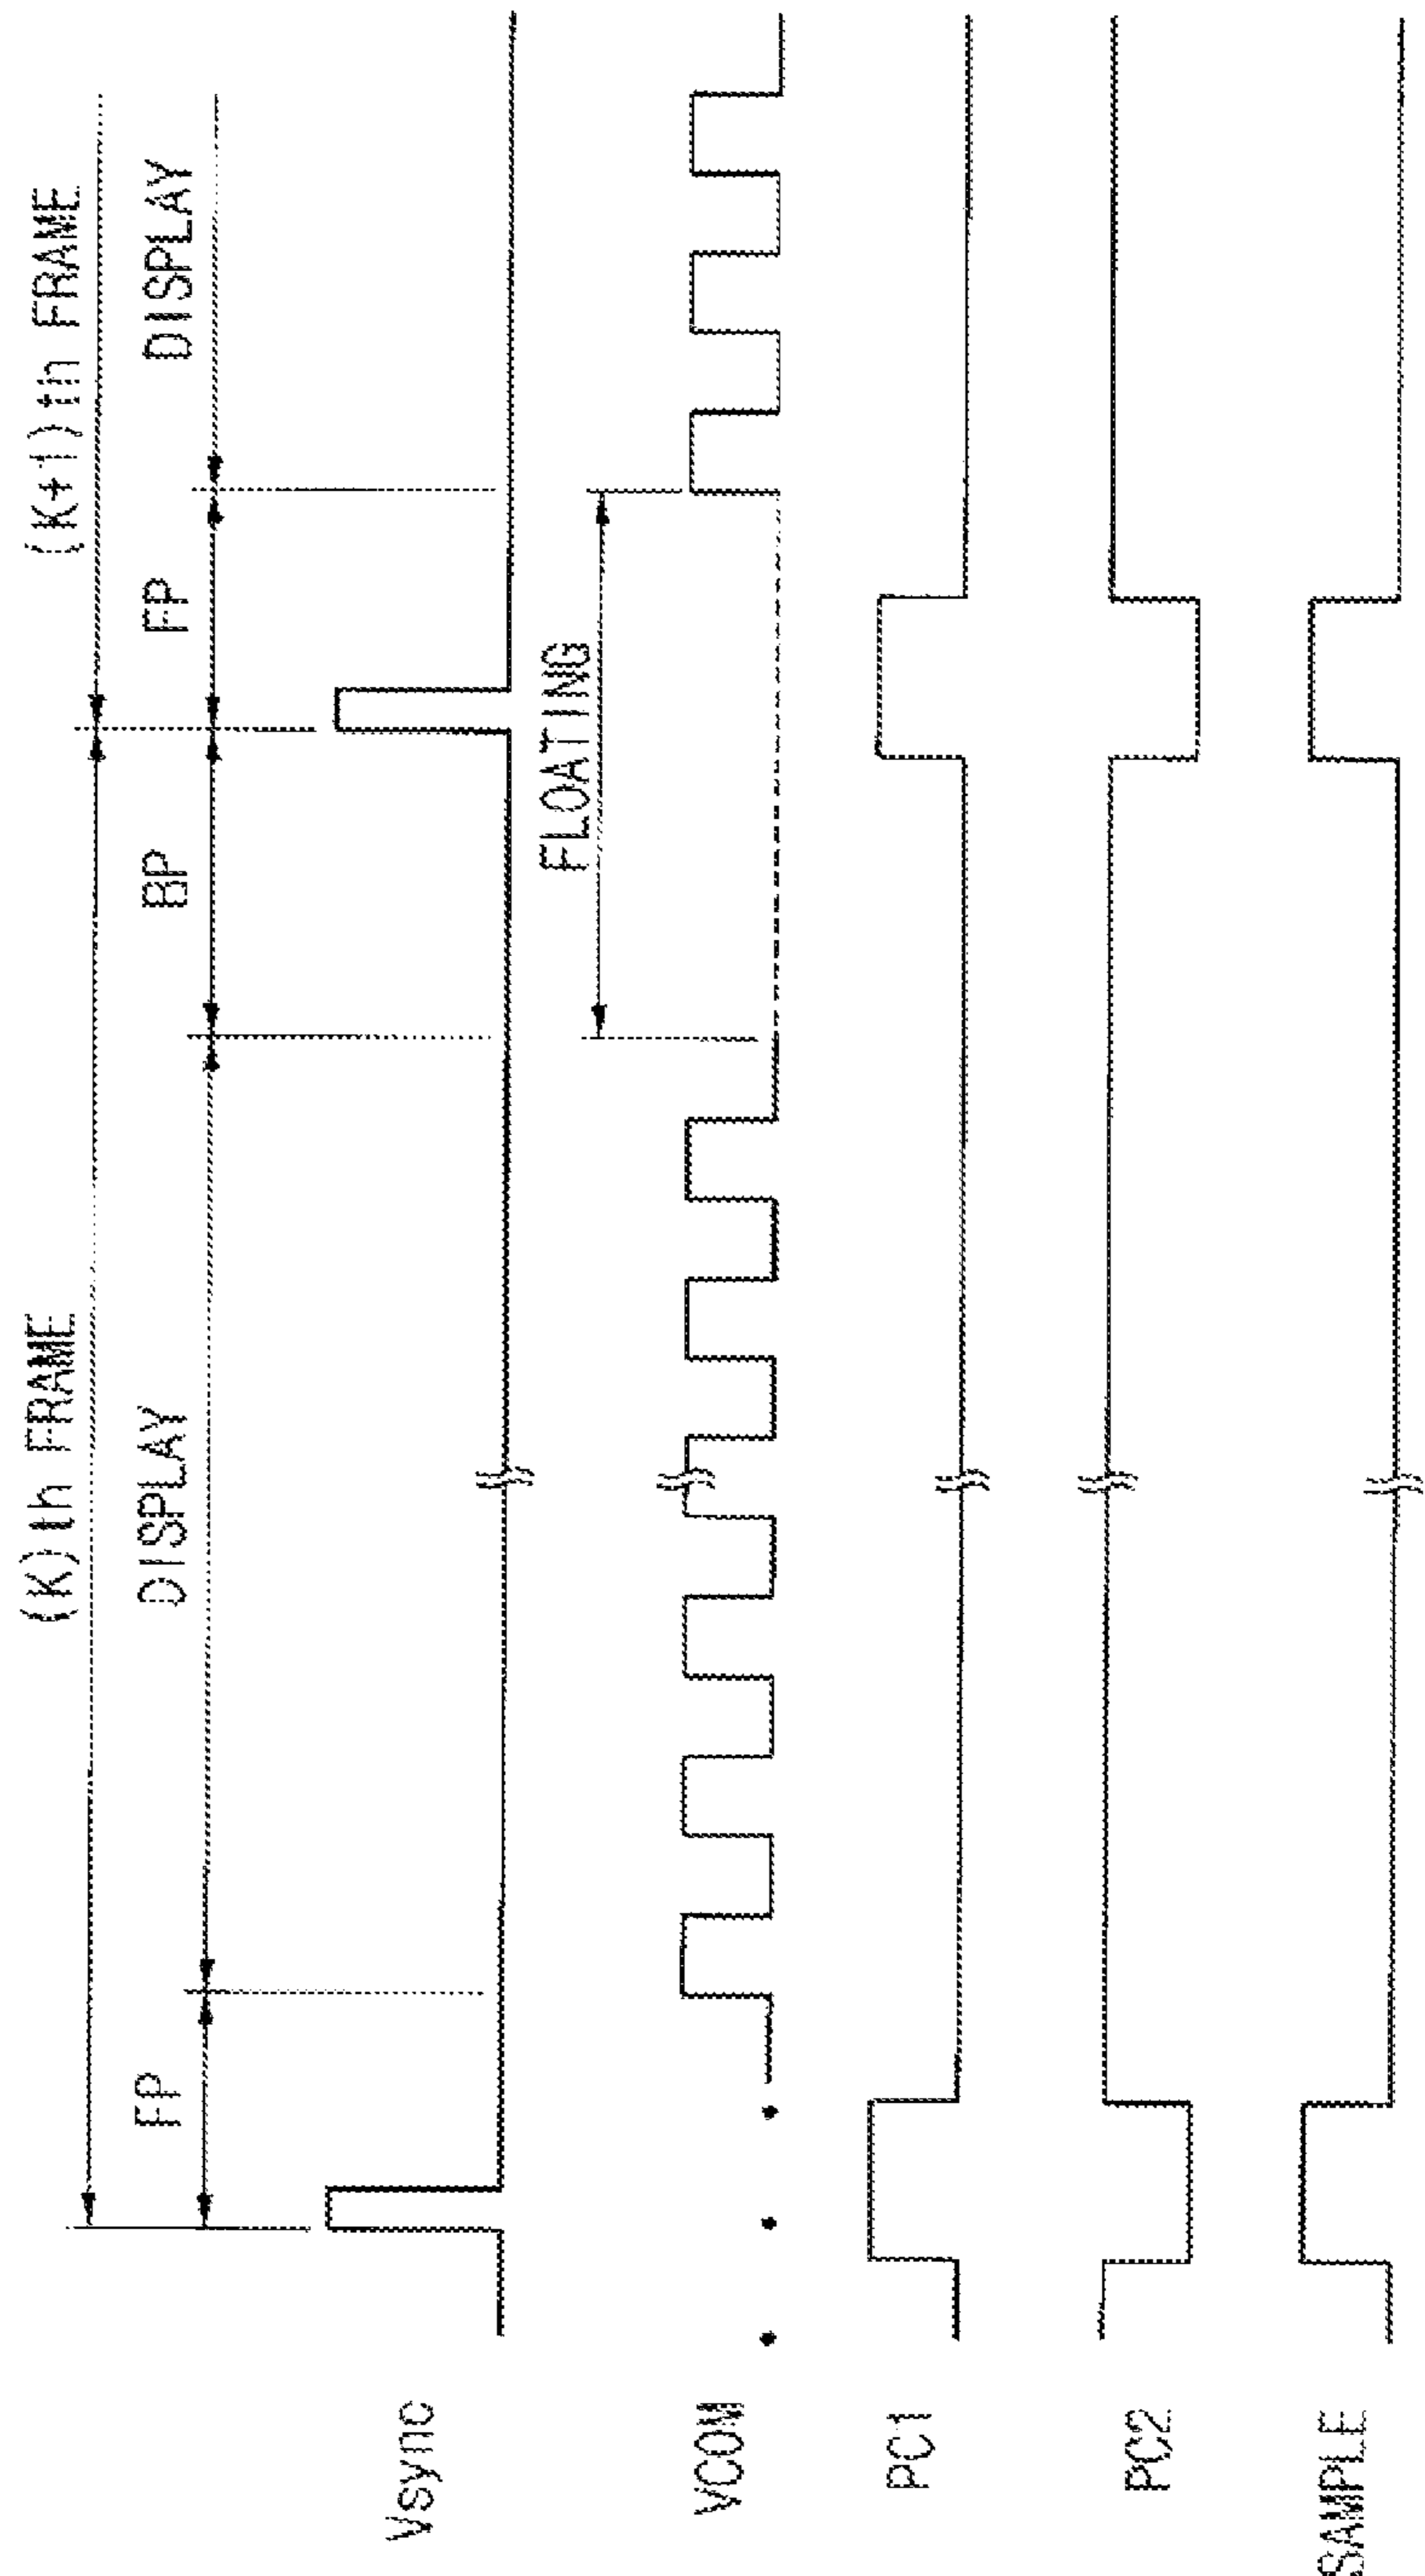 (K)th FRAME
(K+1)th FRAME
FP
DISPLAY
BP
FP
DISPLAY
Vsync
FLOATING
VCOM
PC1
PC2
SAMPLE